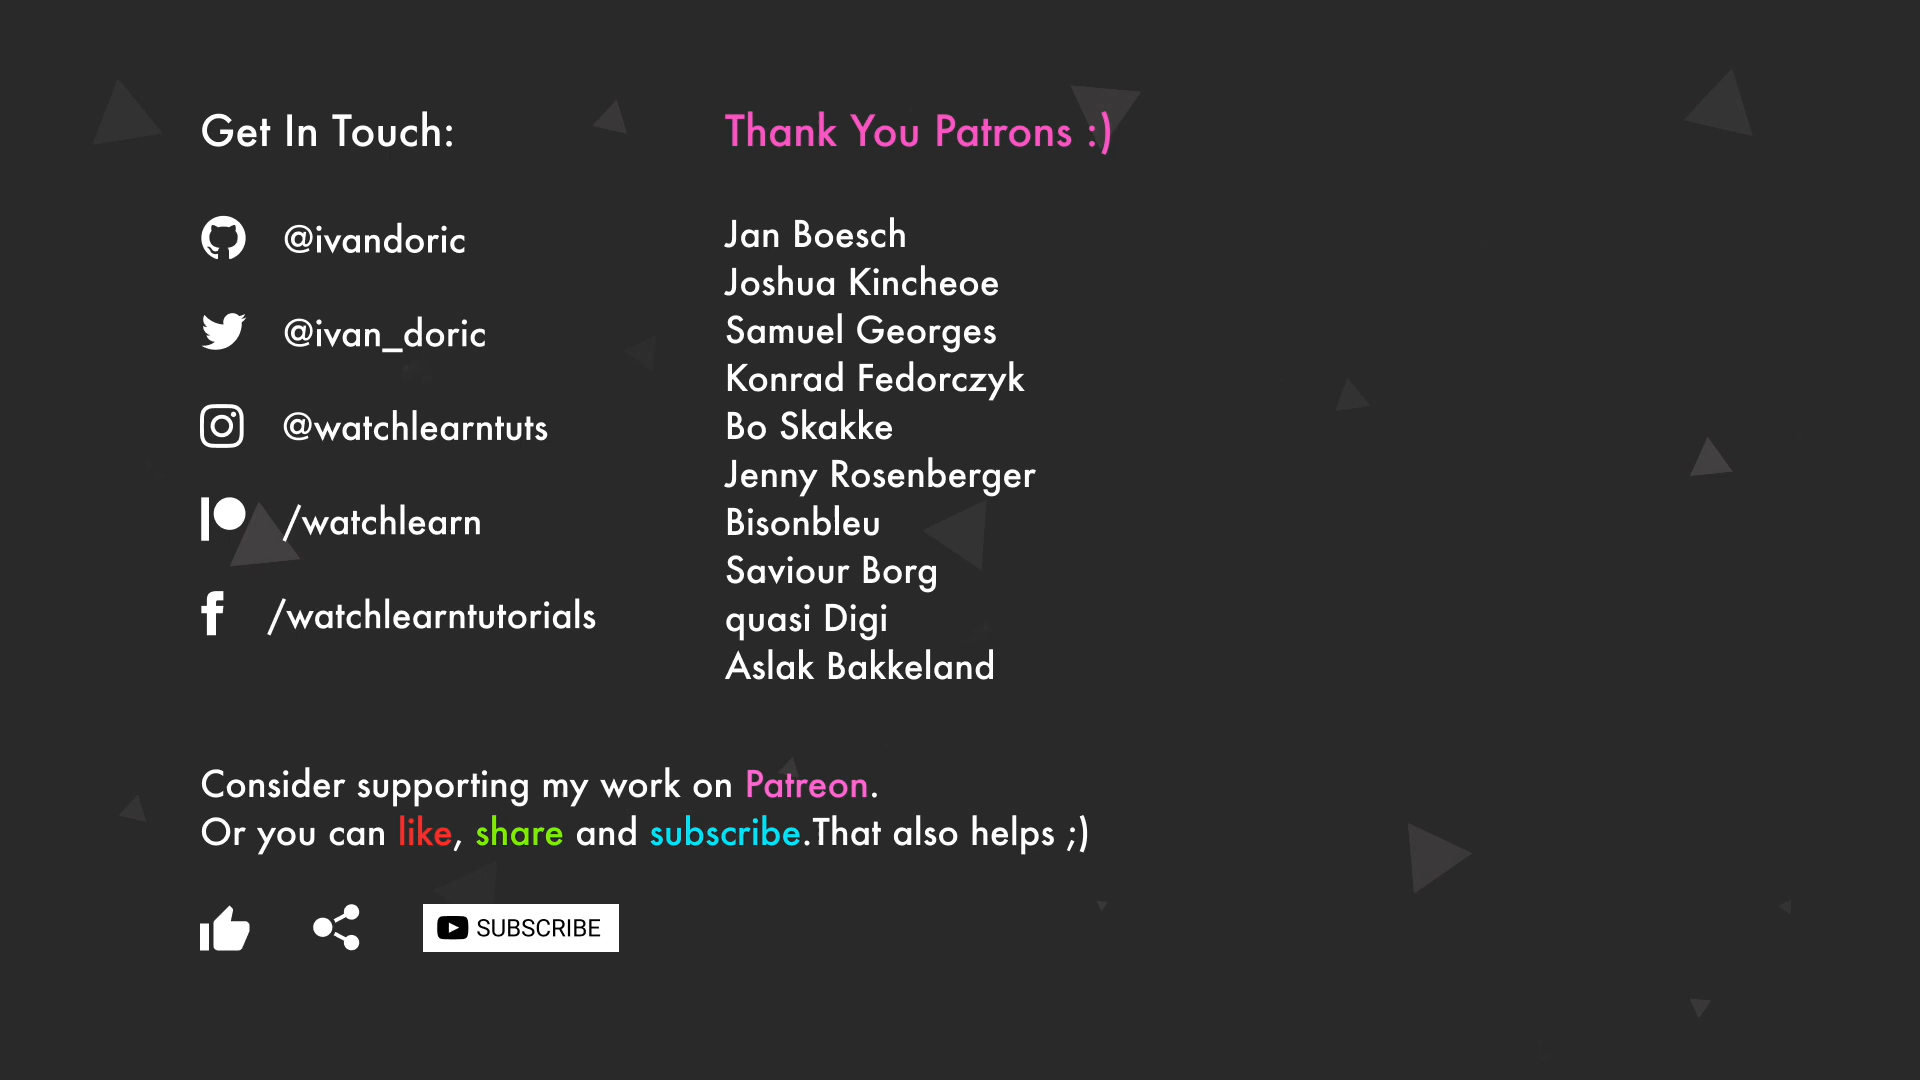 Get In Touch:
@ivandoric
@ivan_doric
@watchlearntuts
/watchlearn
/watchlearntutorials
Thank You Patrons :)
Jan Boesch
Joshua Kincheoe
Samuel Georges
Konrad Fedorczyk
Bo Skakke
Jenny Rosenberger
Bisonbleu
Saviour Borg
quasi Digi
Aslak Bakkeland
Consider supporting my work on Patreon.
Or you can like, share and subscribe.That also helps ;)
SUBSCRIBE